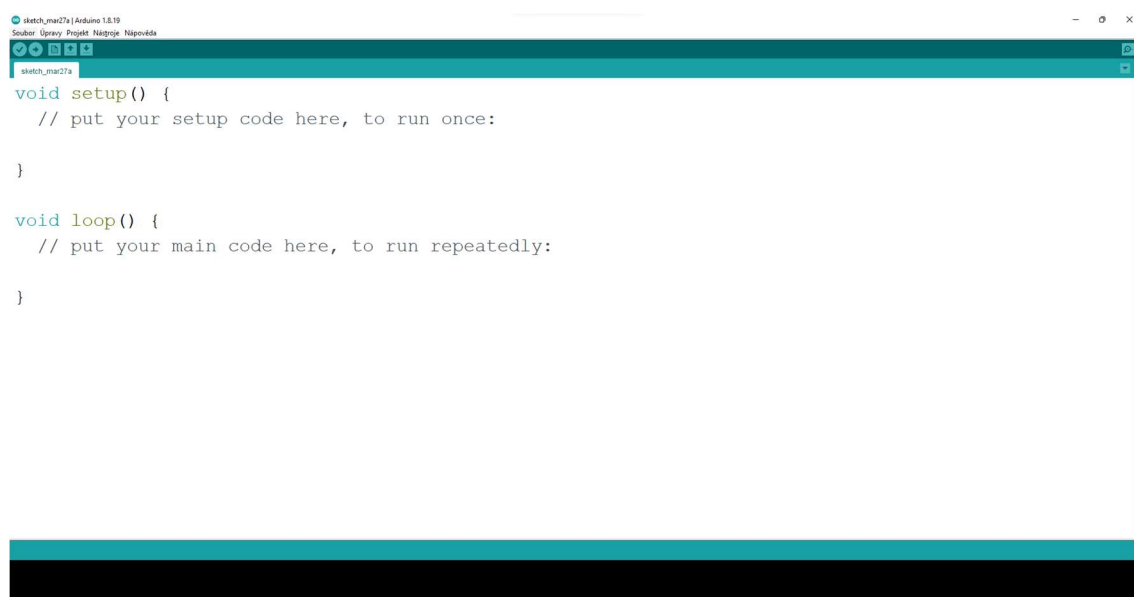 sketch_mar27a | Arduino 1.8.19
Soubor Úpravy Projekt Nástroje Nápověda
sketch_mar27a
void setup() {
  // put your setup code here, to run once:
}
void loop() {
  // put your main code here, to run repeatedly:
}